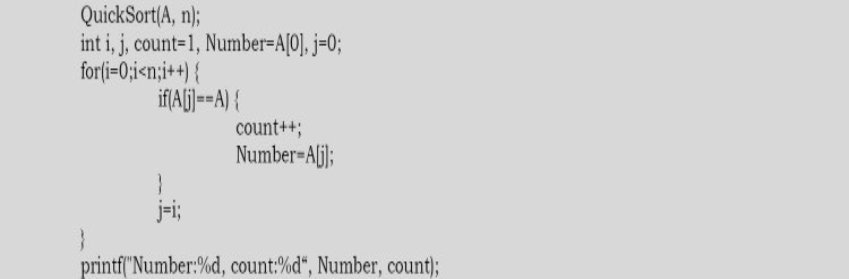 QuickSort(A, n);
int i, j, count=1, Number=A[0], j=0;
for(i=0;i<n;i++) {
if(A[j]==A) {
count++;
Number=A[j];
}
j=i;
}
printf("Number:%d, count:%d“, Number, count);